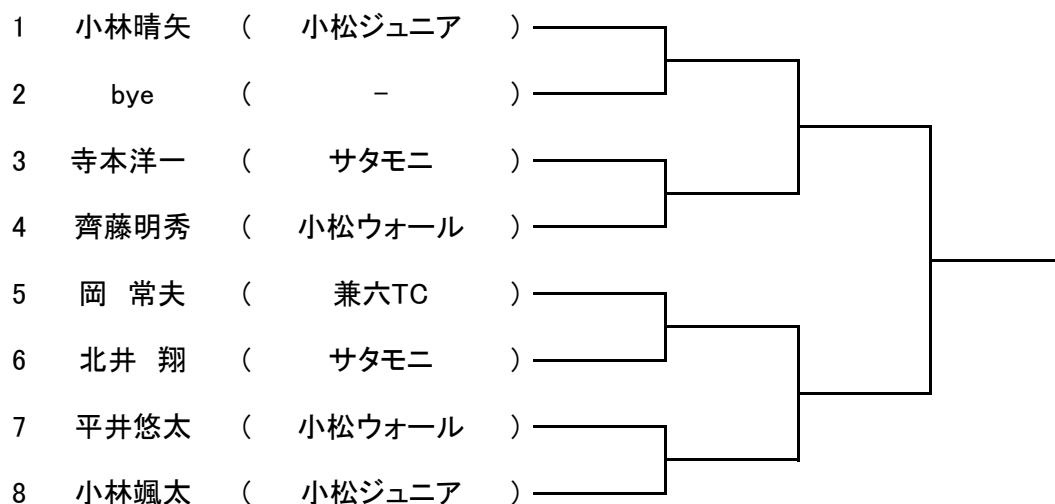 1 小林晴矢 ( 小松ジュニア )
2 bye ( - )
3 寺本洋一 ( サタモニ )
4 齊藤明秀 ( 小松ウォール )
5 岡 常夫 ( 兼六TC )
6 北井 翔 ( サタモニ )
7 平井悠太 ( 小松ウォール )
8 小林颯太 ( 小松ジュニア )